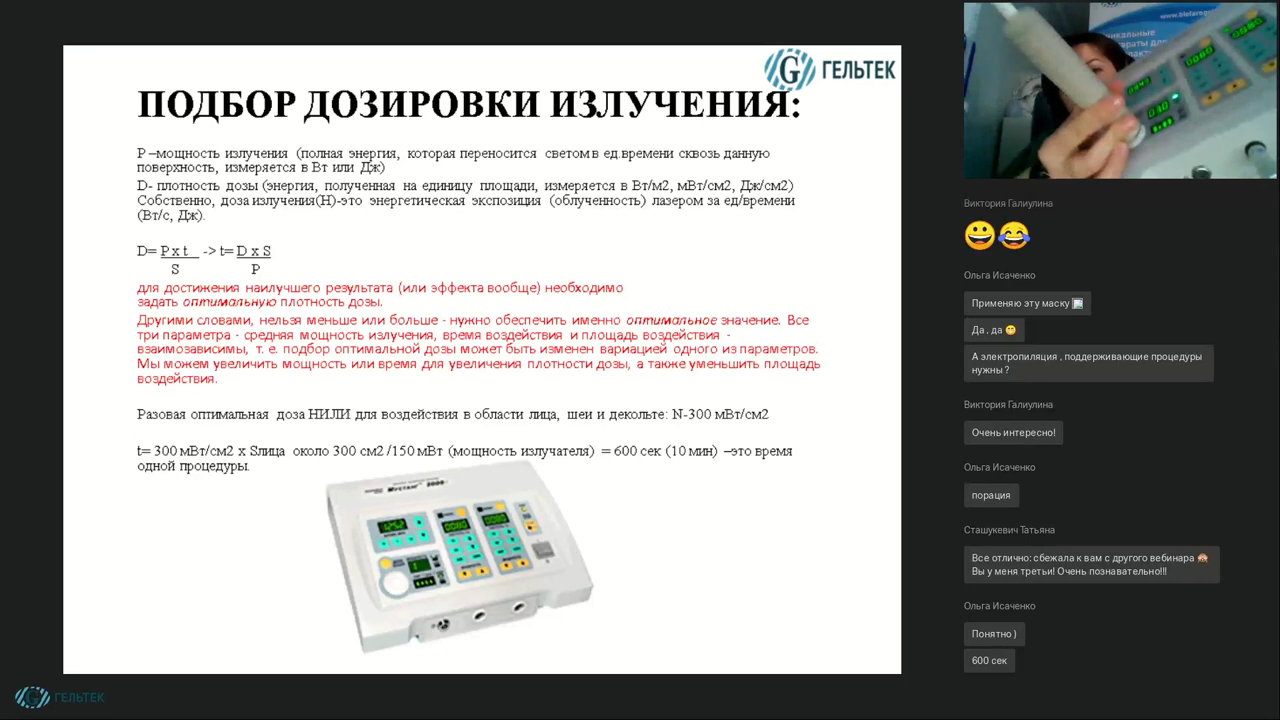 ГЕЛЬТЕК
ПОДБОР ДОЗИРОВКИ ИЗЛУЧЕНИЯ:
P –мощность излучения (полная энергия, которая переносится светом в ед.времени сквозь данную
поверхность, измеряется в Вт или Дж)
D- плотность дозы (энергия, полученная на единицу площади, измеряется в Вт/м2, мВт/см2, Дж/см2)
Собственно, доза излучения(Н)-это энергетическая экспозиция (облученность) лазером за ед/времени
(Вт/с, Дж).
D= P x t -> t= D x S
S P
для достижения наилучшего результата (или эффекта вообще) необходимо
задать оптимальную плотность дозы.
Другими словами, нельзя меньше или больше - нужно обеспечить именно оптимальное значение. Все
три параметра - средняя мощность излучения, время воздействия и площадь воздействия -
взаимозависимы, т. е. подбор оптимальной дозы может быть изменен вариацией одного из параметров.
Мы можем увеличить мощность или время для увеличения плотности дозы, а также уменьшить площадь
воздействия.
Разовая оптимальная доза НИЛИ для воздействия в области лица, шеи и декольте: N-300 мВт/см2
t= 300 мВт/см2 x Sлица около 300 см2 /150 мВт (мощность излучателя) = 600 сек (10 мин) –это время
одной процедуры.
Мустанг 2000
ГЕЛЬТЕК
Виктория Галиулина
😀😂
Ольга Исаченко
Применяю эту маску
Да , да 😁
А электропиляция , поддерживающие процедуры
нужны ?
Виктория Галиулина
Очень интересно!
Ольга Исаченко
порация
Сташукевич Татьяна
Все отлично: сбежала к вам с другого вебинара 🙈
Вы у меня третьи! Очень познавательно!!!
Ольга Исаченко
Понятно )
600 сек